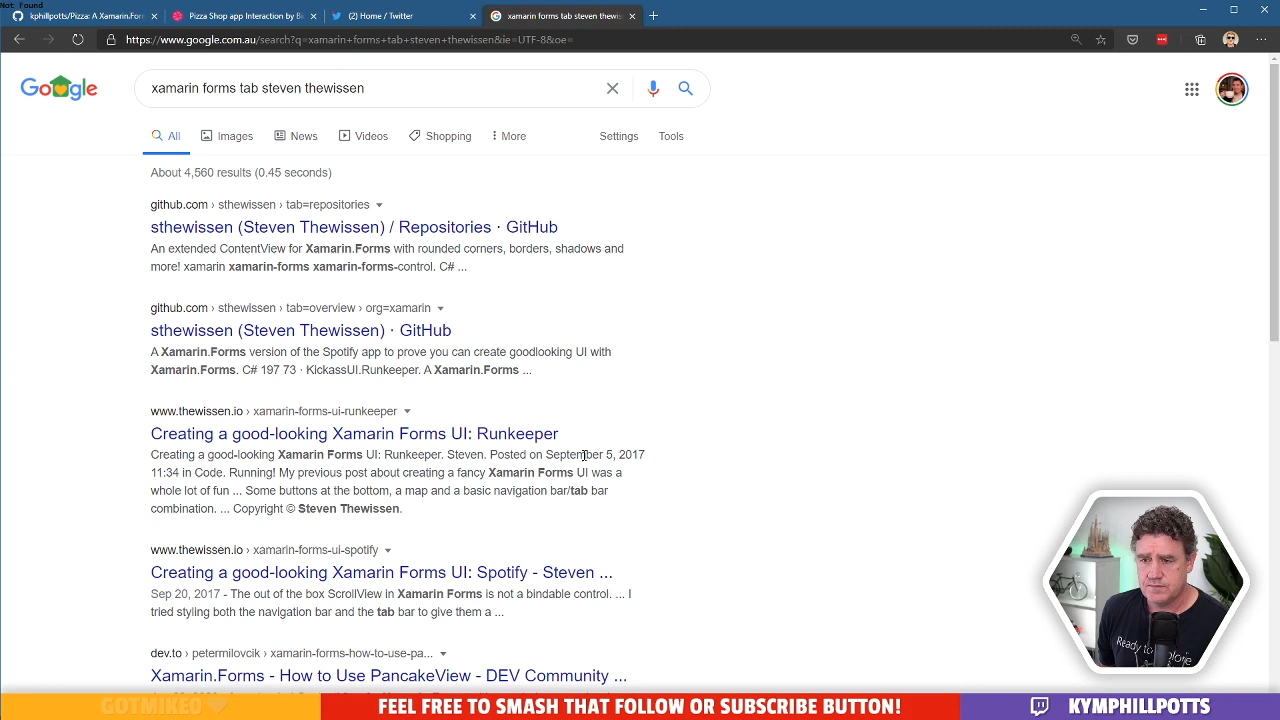 Not Found
kphillpotts/Pizza: A Xamarin.Form
Pizza Shop app Interaction by Bi
(2) Home / Twitter
xamarin forms tab steven thewiss
https://www.google.com.au/search?q=xamarin+forms+tab+steven+thewissen&ie=UTF-8&oe=
Google
xamarin forms tab steven thewissen
All
Images
News
Videos
Shopping
More
Settings
Tools
About 4,560 results (0.45 seconds)
github.com › sthewissen › tab=repositories
sthewissen (Steven Thewissen) / Repositories · GitHub
An extended ContentView for Xamarin.Forms with rounded corners, borders, shadows and
more! xamarin xamarin-forms xamarin-forms-control. C# ...
github.com › sthewissen › tab=overview › org=xamarin
sthewissen (Steven Thewissen) · GitHub
A Xamarin.Forms version of the Spotify app to prove you can create goodlooking UI with
Xamarin.Forms. C# 197 73 · KickassUI.Runkeeper. A Xamarin.Forms ...
www.thewissen.io › xamarin-forms-ui-runkeeper
Creating a good-looking Xamarin Forms UI: Runkeeper
Creating a good-looking Xamarin Forms UI: Runkeeper. Steven. Posted on September 5, 2017
11:34 in Code. Running! My previous post about creating a fancy Xamarin Forms UI was a
whole lot of fun ... Some buttons at the bottom, a map and a basic navigation bar/tab bar
combination. ... Copyright © Steven Thewissen.
www.thewissen.io › xamarin-forms-ui-spotify
Creating a good-looking Xamarin Forms UI: Spotify - Steven ...
Sep 20, 2017 - The out of the box ScrollView in Xamarin Forms is not a bindable control. ... I
tried styling both the navigation bar and the tab bar to give them a ...
dev.to › petermilovcik › xamarin-forms-how-to-use-pa...
Xamarin.Forms - How to Use PancakeView - DEV Community ...
Ready to
GOTMIKEO
FEEL FREE TO SMASH THAT FOLLOW OR SUBSCRIBE BUTTON!
KYMPHILLPOTTS